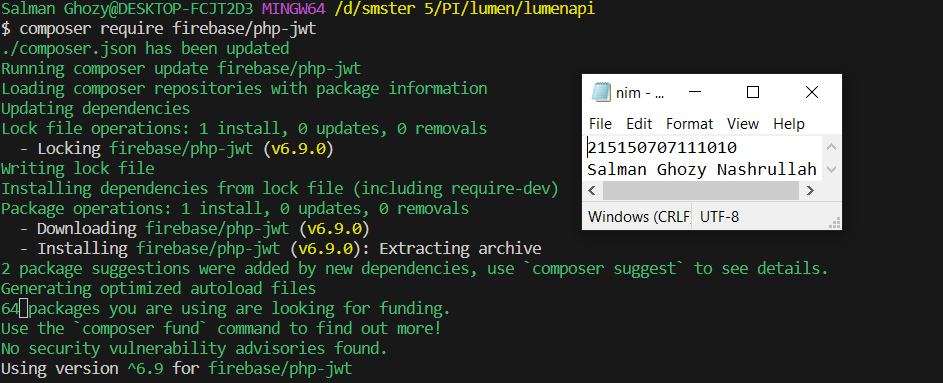 Salman Ghozy@DESKTOP-FCJT2D3 MINGW64 /d/smster 5/PI/lumen/lumenapi
$ composer require firebase/php-jwt
./composer.json has been updated
Running composer update firebase/php-jwt
Loading composer repositories with package information
Updating dependencies
Lock file operations: 1 install, 0 updates, 0 removals
  - Locking firebase/php-jwt (v6.9.0)
Writing lock file
Installing dependencies from lock file (including require-dev)
Package operations: 1 install, 0 updates, 0 removals
  - Downloading firebase/php-jwt (v6.9.0)
  - Installing firebase/php-jwt (v6.9.0): Extracting archive
2 package suggestions were added by new dependencies, use `composer suggest` to see details.
Generating optimized autoload files
64 packages you are using are looking for funding.
Use the `composer fund` command to find out more!
No security vulnerability advisories found.
Using version ^6.9 for firebase/php-jwt
nim - ...
File Edit Format View Help
215150707111010
Salman Ghozy Nashrullah
Windows (CRLF UTF-8